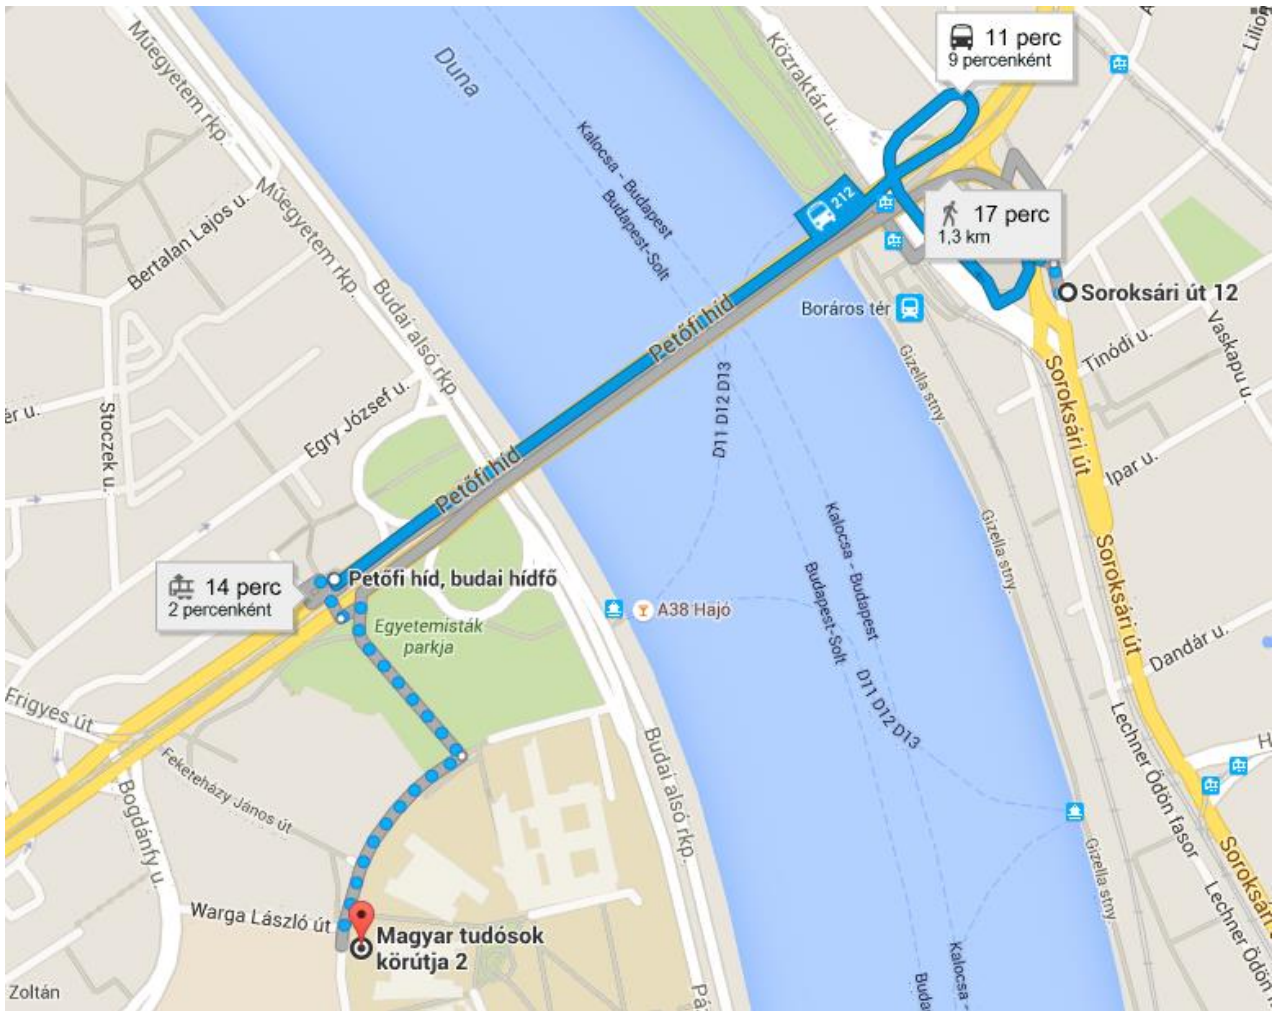 Műegyetem rkp.
Duna
Közraktár u.
11 perc
9 percenként
Kalocsa - Budapest
Budapest-Solt
Műegyetem rkp.
Bertalan Lajos u.
Budai alsó rkp.
212
17 perc
1,3 km
Soroksári út 12
Boráros tér
Petőfi híd
Tinódi u.
Vaskapu u.
Gizella stny.
Soroksári út
D11 D12 D13
Stoczek u.
Egry József u.
Petőfi híd
Ipar u.
Gizella stny.
Kalocsa - Budapest
Budapest-Solt
Soroksári út
14 perc
2 percenként
Petőfi híd, budai hídfő
A38 Hajó
Egyetemisták
parkja
Dandár u.
D11 D12 D13
Frigyes út
Budai alsó rkp.
Lechner Ödön fasor
Feketeházy János út
Bogdánfy u.
Gizella stny.
Soroksári
Lechner Ödön
Warga László út
Magyar tudósok
körútja 2
Kalocsa -
Zoltán